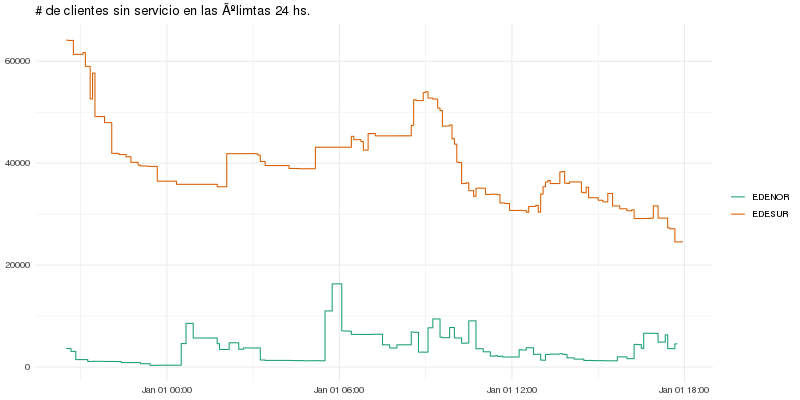 # de clientes sin servicio en las Ãºlimtas 24 hs.
60000
40000
20000
0
Jan 01 00:00
Jan 01 06:00
Jan 01 12:00
Jan 01 18:00
EDENOR
EDESUR